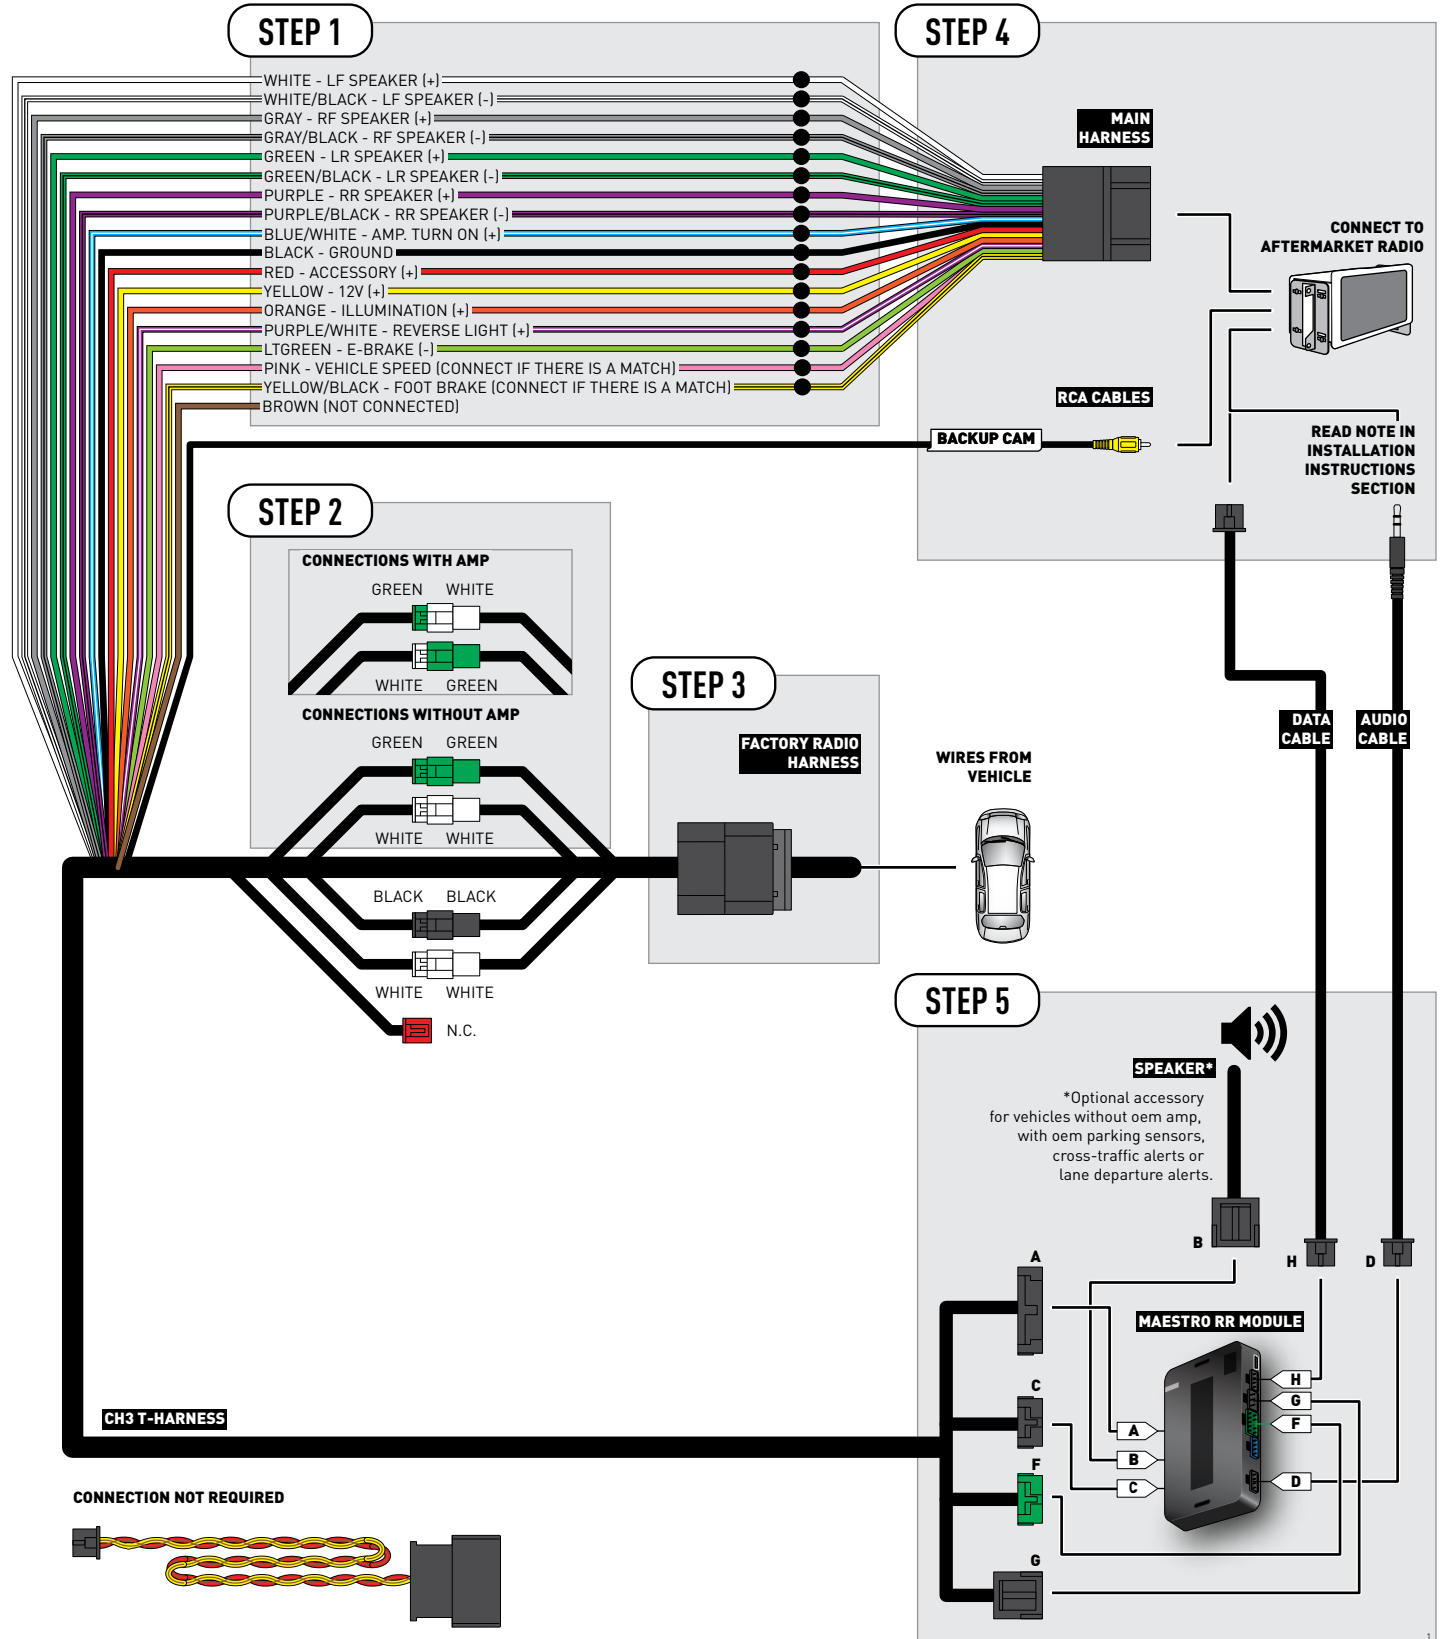 STEP 1
WHITE - LF SPEAKER (+)
WHITE/BLACK - LF SPEAKER (-)
GRAY - RF SPEAKER (+)
GRAY/BLACK - RF SPEAKER (-)
GREEN - LR SPEAKER (+)
GREEN/BLACK - LR SPEAKER (-)
PURPLE - RR SPEAKER (+)
PURPLE/BLACK - RR SPEAKER (-)
BLUE/WHITE - AMP. TURN ON (+)
BLACK - GROUND
RED - ACCESSORY (+)
YELLOW - 12V (+)
ORANGE - ILLUMINATION (+)
PURPLE/WHITE - REVERSE LIGHT (+)
LTGREEN - E-BRAKE (-)
PINK - VEHICLE SPEED (CONNECT IF THERE IS A MATCH)
YELLOW/BLACK - FOOT BRAKE (CONNECT IF THERE IS A MATCH)
BROWN (NOT CONNECTED)
STEP 4
MAIN
HARNESS
CONNECT TO
AFTERMARKET RADIO
RCA CABLES
BACKUP CAM
READ NOTE IN
INSTALLATION
INSTRUCTIONS
SECTION
DATA
CABLE
AUDIO
CABLE
STEP 2
CONNECTIONS WITH AMP
GREEN WHITE
WHITE GREEN
CONNECTIONS WITHOUT AMP
GREEN GREEN
WHITE WHITE
BLACK BLACK
WHITE WHITE
N.C.
STEP 3
FACTORY RADIO
HARNESS
WIRES FROM
VEHICLE
STEP 5
SPEAKER*
*Optional accessory
for vehicles without oem amp,
with oem parking sensors,
cross-traffic alerts or
lane departure alerts.
B
H
D
A
C
F
G
MAESTRO RR MODULE
H
G
F
D
A
B
C
CH3 T-HARNESS
CONNECTION NOT REQUIRED
1